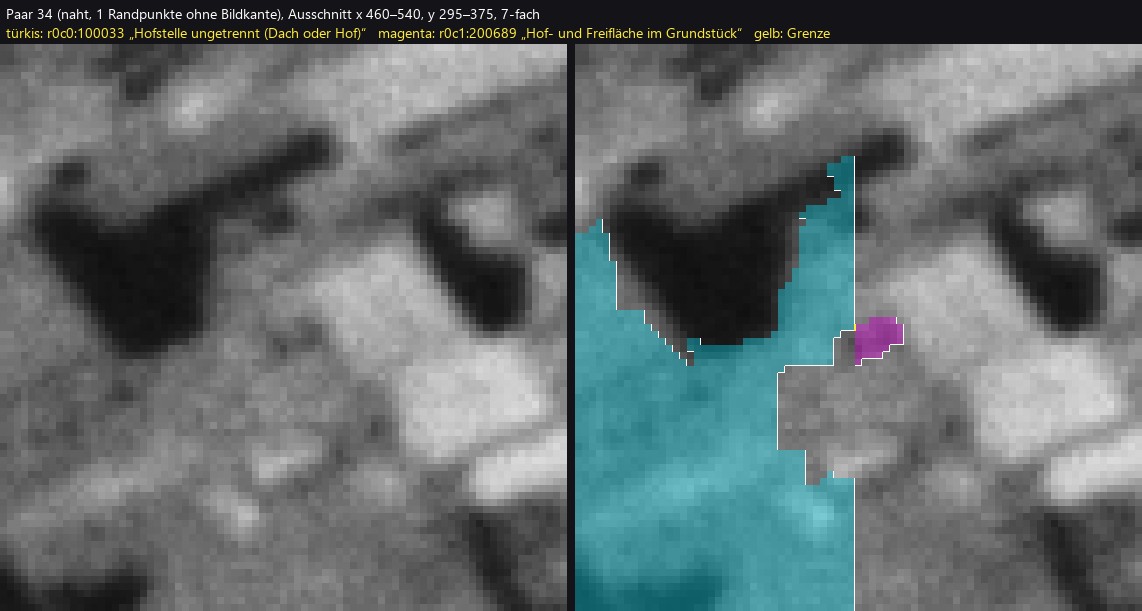 Paar 34 (naht, 1 Randpunkte ohne Bildkante), Ausschnitt x 460–540, y 295–375, 7-fach
türkis: r0c0:100033 „Hofstelle ungetrennt (Dach oder Hof)“ magenta: r0c1:200689 „Hof- und Freifläche im Grundstück“ gelb: Grenze